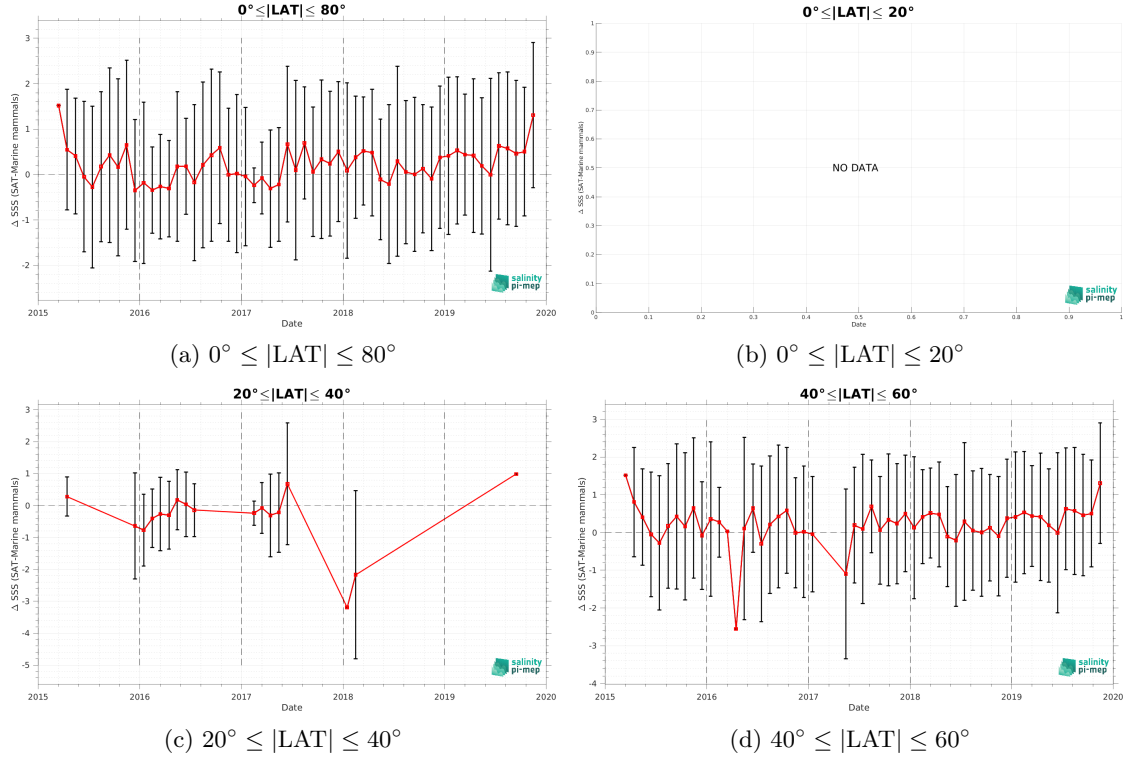 0°≤|LAT|≤ 80°
Δ SSS (SAT-Marine mammals)
3
2
1
0
-1
-2
2015 2016 2017 2018 2019 2020
Date
salinity
pi-mep
(a) 0° ≤ |LAT| ≤ 80°
0°≤|LAT|≤ 20°
Δ SSS (SAT-Marine mammals)
1
0.9
0.8
0.7
0.6
0.5
0.4
0.3
0.2
0.1
0
NO DATA
0 0.1 0.2 0.3 0.4 0.5 0.6 0.7 0.8 0.9 1
Date
salinity
pi-mep
(b) 0° ≤ |LAT| ≤ 20°
20°≤|LAT|≤ 40°
Δ SSS (SAT-Marine mammals)
3
2
1
0
-1
-2
-3
-4
-5
2015 2016 2017 2018 2019 2020
Date
salinity
pi-mep
(c) 20° ≤ |LAT| ≤ 40°
40°≤|LAT|≤ 60°
Δ SSS (SAT-Marine mammals)
4
3
2
1
0
-1
-2
-3
-4
2015 2016 2017 2018 2019 2020
Date
salinity
pi-mep
(d) 40° ≤ |LAT| ≤ 60°